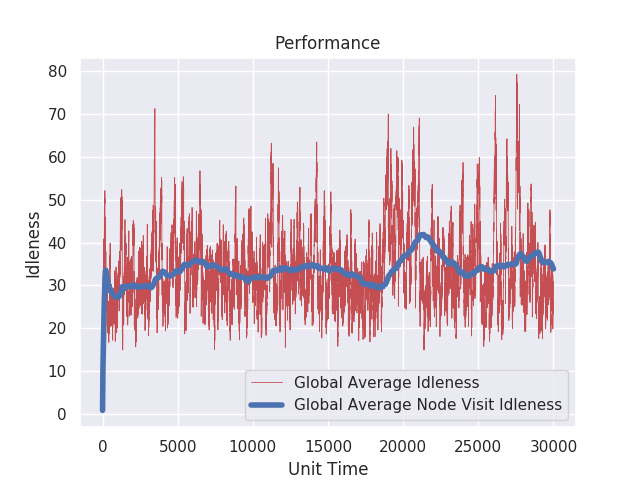 Performance
80
70
60
50
40
30
20
10
0
Idleness
0 5000 10000 15000 20000 25000 30000
Unit Time
Global Average Idleness
Global Average Node Visit Idleness